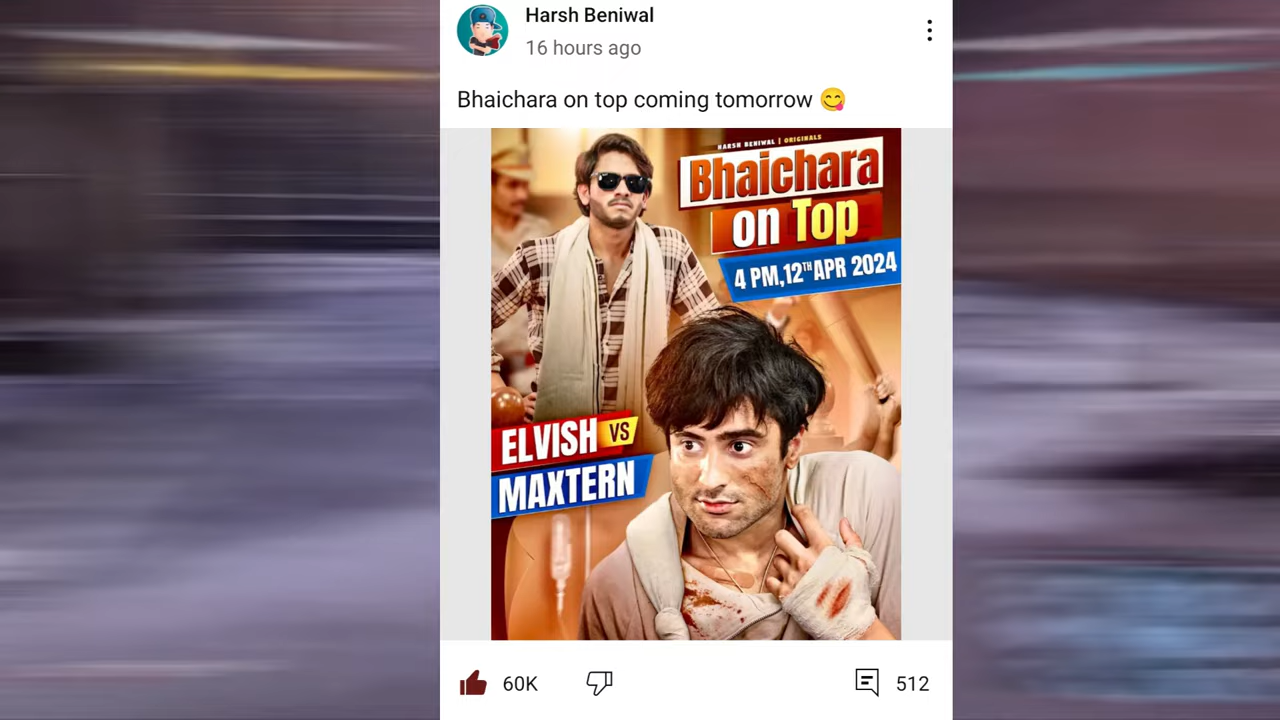 Harsh Beniwal
16 hours ago
Bhaichara on top coming tomorrow 😋
HARSH BENIWAL | ORIGINALS
Bhaichara
on Top
4 PM, 12TH APR 2024
ELVISH VS
MAXTERN
60K
512